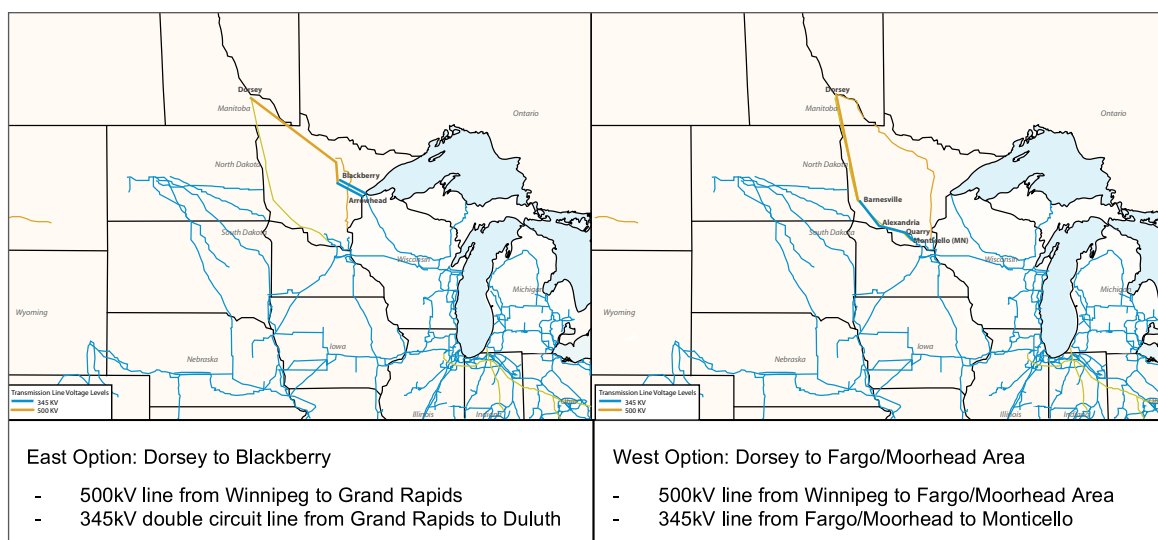 Dorsey
Manitoba
Ontario
North Dakota
Blackberry
Arrowhead
South Dakota
Wisconsin
Michigan
Wyoming
Iowa
Nebraska
Illinois
Transmission Line Voltage Levels
345 KV
500 KV
Dorsey
Manitoba
Ontario
North Dakota
Barnesville
Alexandria
Quarry
South Dakota
Monticello (MN)
Wisconsin
Michigan
Wyoming
Iowa
Nebraska
Illinois
Transmission Line Voltage Levels
345 KV
500 KV
East Option: Dorsey to Blackberry
- 500kV line from Winnipeg to Grand Rapids
- 345kV double circuit line from Grand Rapids to Duluth
West Option: Dorsey to Fargo/Moorhead Area
- 500kV line from Winnipeg to Fargo/Moorhead Area
- 345kV line from Fargo/Moorhead to Monticello